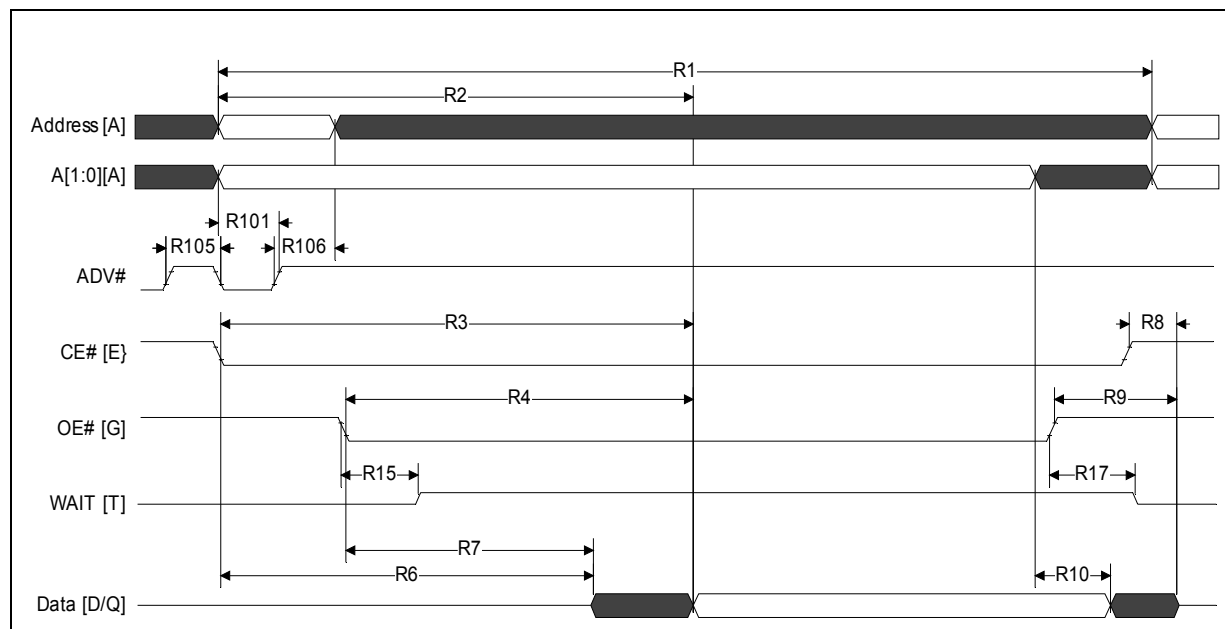 R1
R2
Address [A]
A[1:0][A]
R101
R105
R106
ADV#
R3
R8
CE# [E}
R4
R9
OE# [G]
R15
R17
WAIT [T]
R7
R6
R10
Data [D/Q]